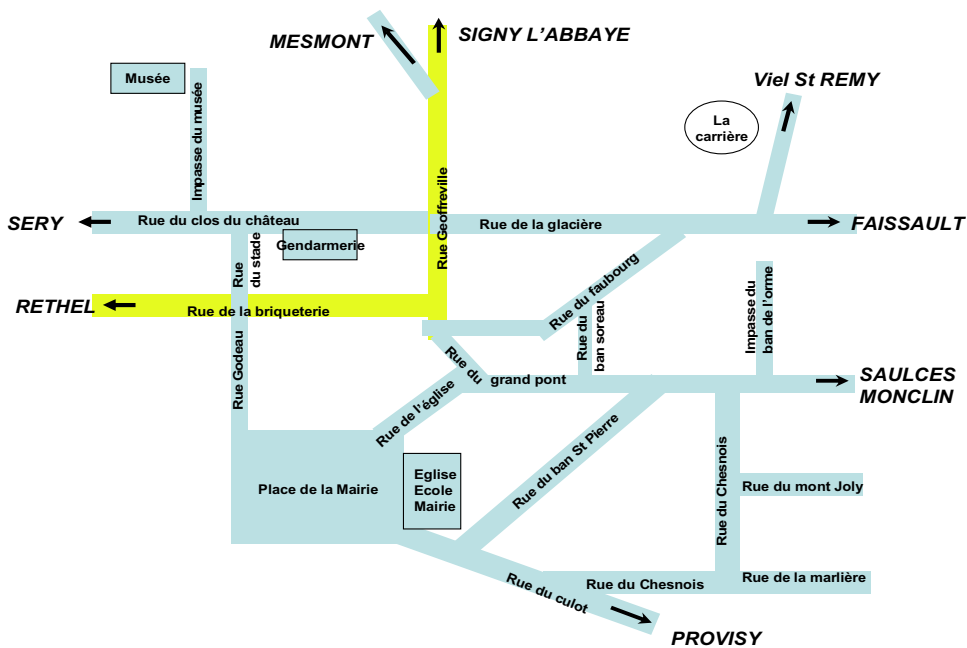 MESMONT
SIGNY L'ABBAYE
Musée
Viel St REMY
La
carrière
Impasse du musée
Rue Geoffreville
SERY
Rue du clos du château
Rue de la glacière
FAISSAULT
Rue
du stade
Gendarmerie
Rue du faubourg
Impasse du
ban de l'orme
RETHEL
Rue de la briqueterie
Rue du
ban soreau
Rue Godeau
Rue du
grand pont
SAULCES
MONCLIN
Rue de l'église
Rue du ban St Pierre
Rue du Chesnois
Place de la Mairie
Eglise
Ecole
Mairie
Rue du mont Joly
Rue du culot
Rue du Chesnois
Rue de la marlière
PROVISY